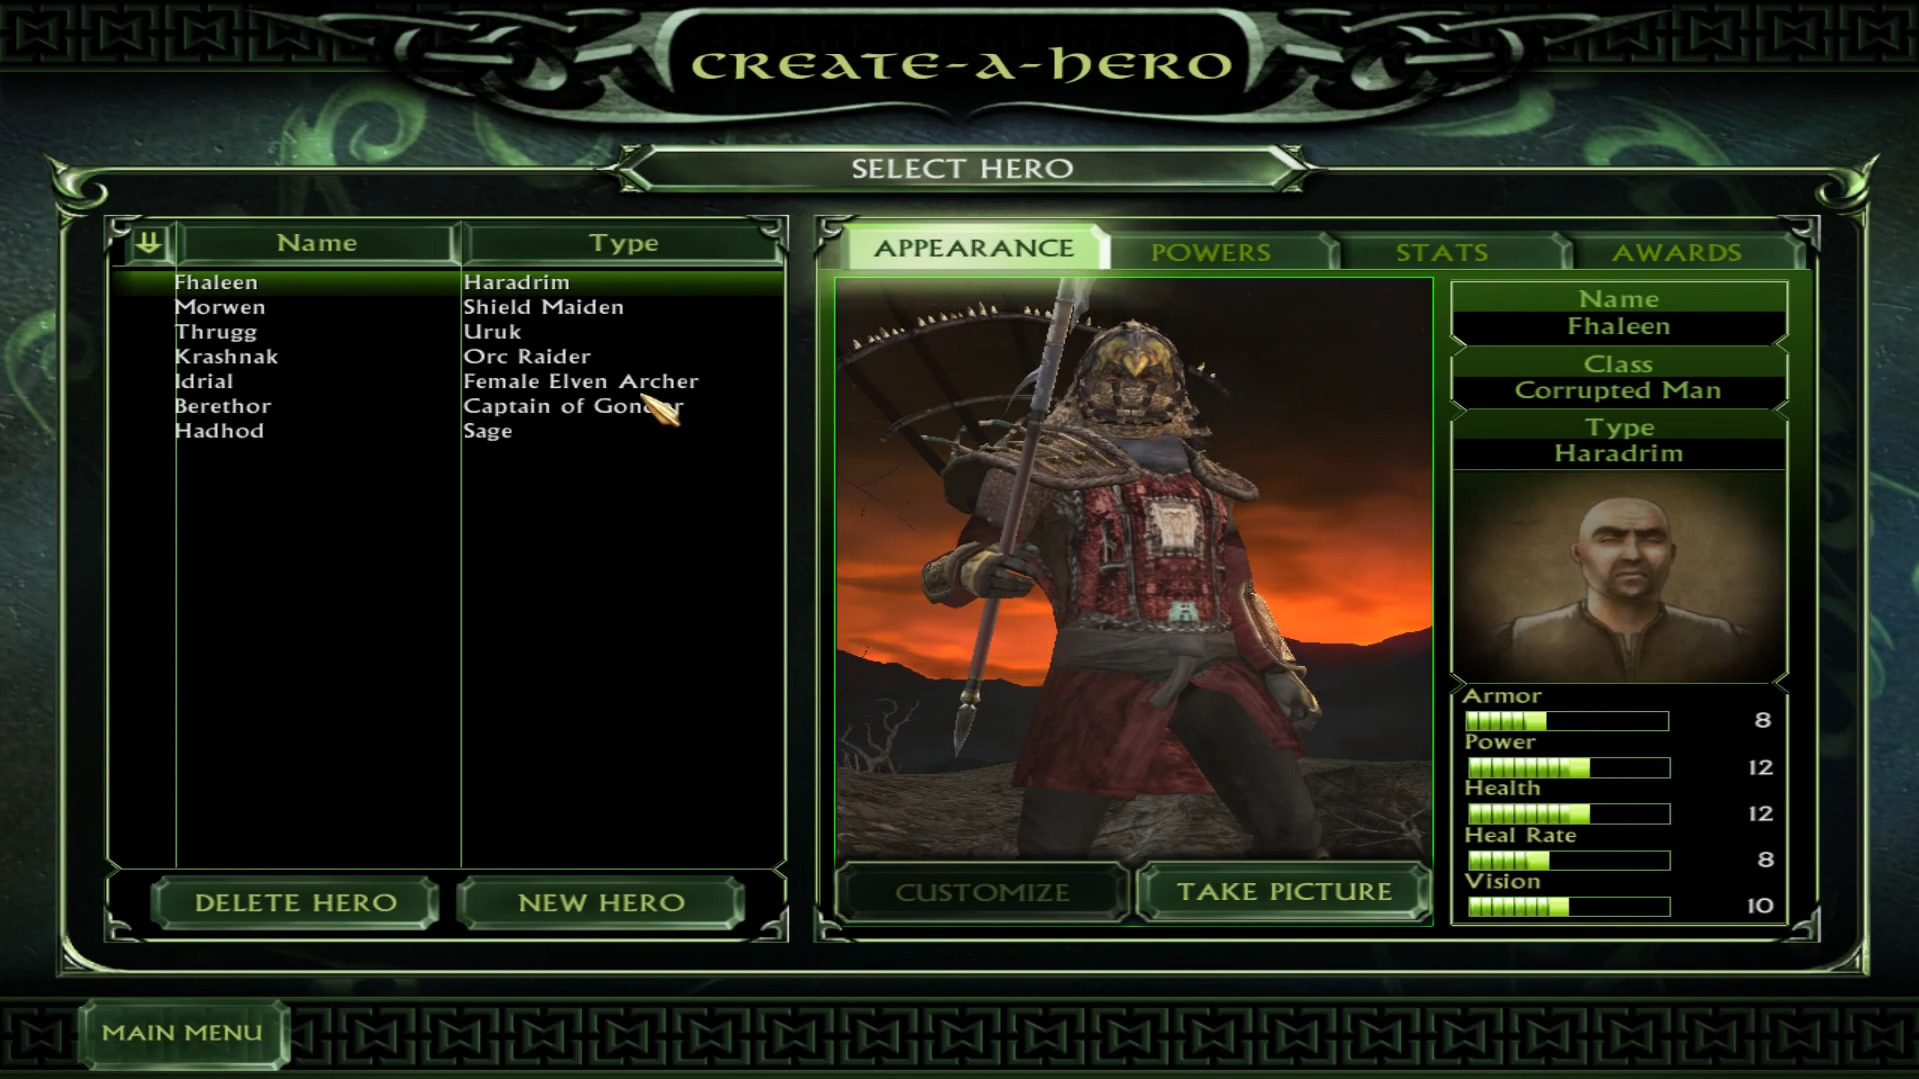 CREATE-A-HERO
SELECT HERO
Name Type
Fhaleen Haradrim
Morwen Shield Maiden
Thrugg Uruk
Krashnak Orc Raider
Idrial Female Elven Archer
Berethor Captain of
Hadhod Sage
DELETE HERO NEW HERO
APPEARANCE POWERS STATS AWARDS
CUSTOMIZE TAKE PICTURE
Name
Fhaleen
Class
Corrupted Man
Type
Haradrim
Armor
8
Power
12
Health
12
Heal Rate
8
Vision
10
MAIN MENU